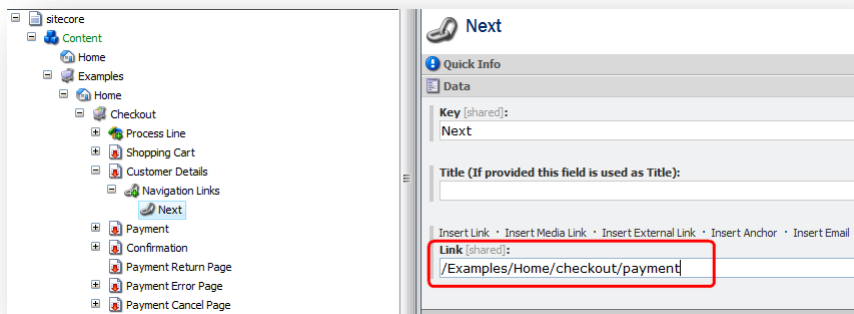 sitecore
Content
Home
Examples
Home
Checkout
Process Line
Shopping Cart
Customer Details
Navigation Links
Next
Payment
Confirmation
Payment Return Page
Payment Error Page
Payment Cancel Page
Next
Quick Info
Data
Key [shared]:
Next
Title (If provided this field is used as Title):
Insert Link · Insert Media Link · Insert External Link · Insert Anchor · Insert Email
Link [shared]:
/Examples/Home/checkout/payment